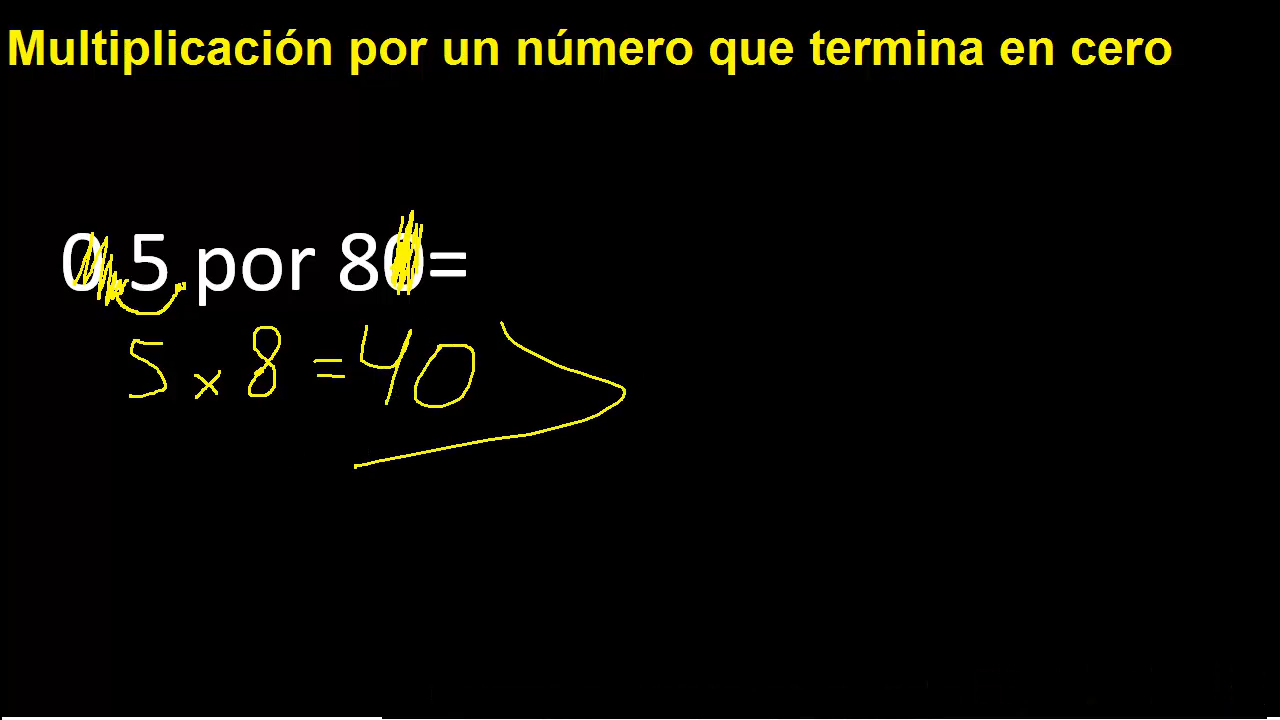 Multiplicación por un número que termina en cero
0.5 por 80=
5 x 8 = 40